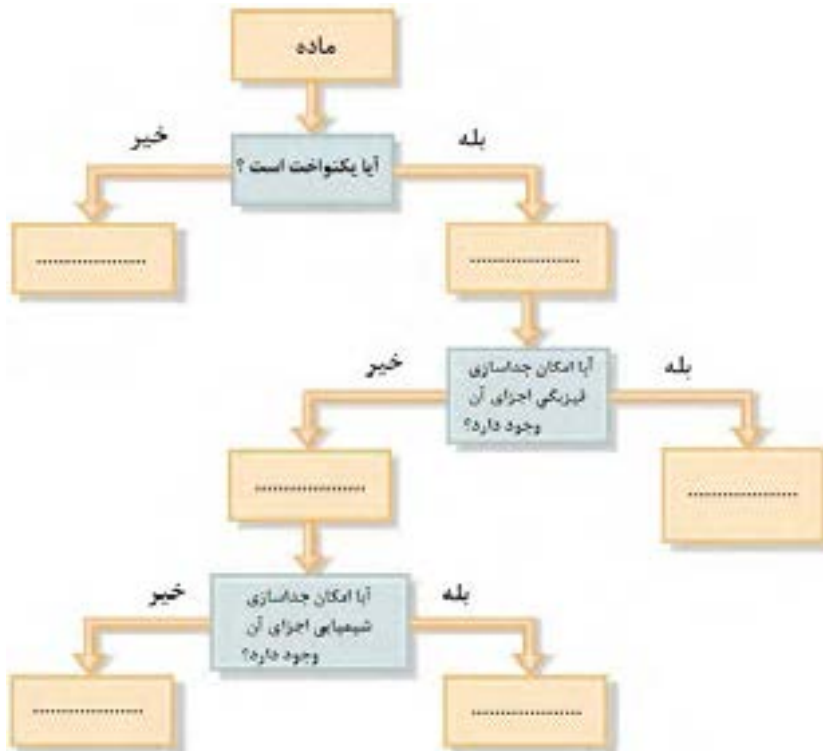 ماده
خیر
بله
آیا یکنواخت است ؟
....................
....................
خیر
بله
آیا امکان جداسازی
فیزیکی اجزای آن
وجود دارد؟
....................
....................
خیر
بله
آیا امکان جداسازی
شیمیایی اجزای آن
وجود دارد؟
....................
....................